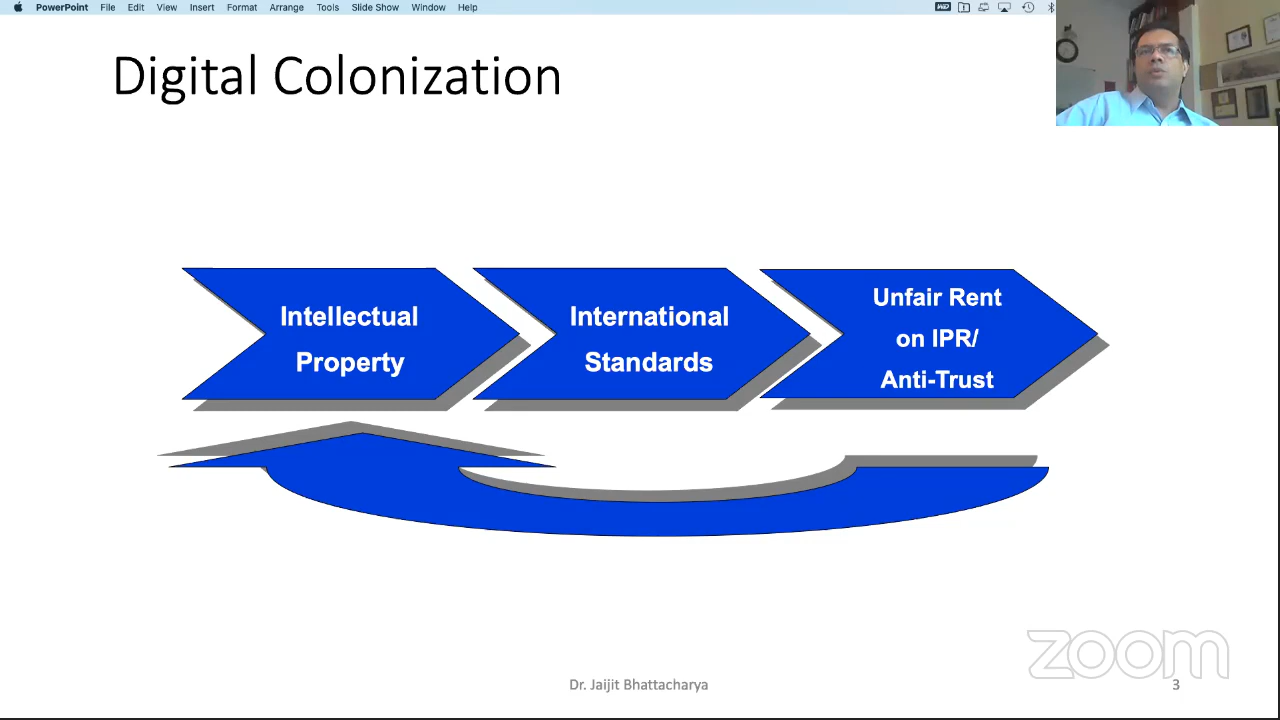 PowerPoint File Edit View Insert Format Arrange Tools Slide Show Window Help
Digital Colonization
Intellectual
Property
International
Standards
Unfair Rent
on IPR/
Anti-Trust
zoom
Dr. Jaijit Bhattacharya
3